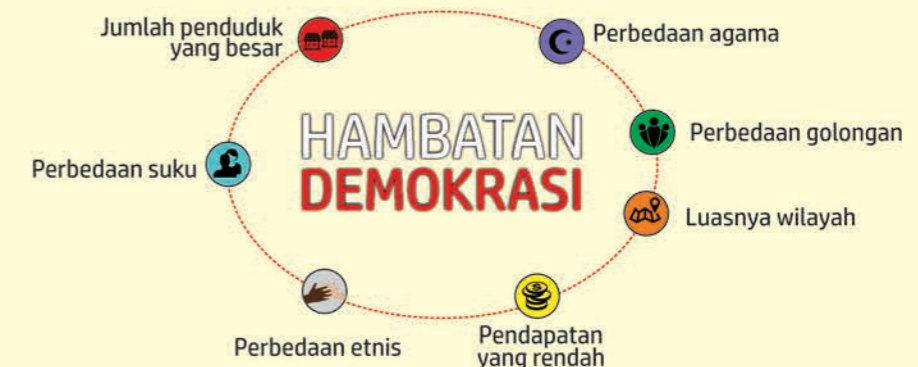 Jumlah penduduk
yang besar
Perbedaan agama
HAMBATAN
DEMOKRASI
Perbedaan golongan
Perbedaan suku
Luasnya wilayah
Perbedaan etnis
Pendapatan
yang rendah